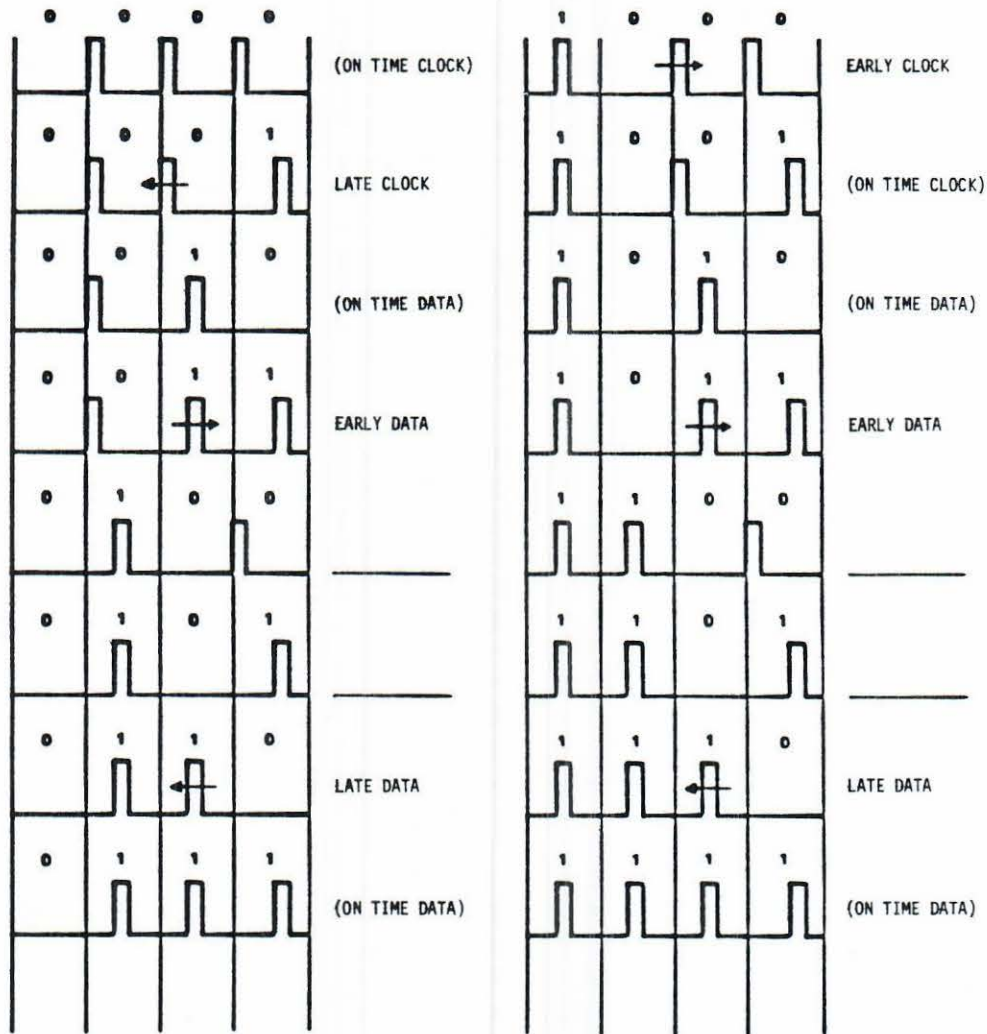 0 0 0 0
(ON TIME CLOCK)
0 0 0 1
LATE CLOCK
0 0 1 0
(ON TIME DATA)
0 0 1 1
EARLY DATA
0 1 0 0
0 1 0 1
0 1 1 0
LATE DATA
0 1 1 1
(ON TIME DATA)
1 0 0 0
EARLY CLOCK
1 0 0 1
(ON TIME CLOCK)
1 0 1 0
(ON TIME DATA)
1 0 1 1
EARLY DATA
1 1 0 0
1 1 0 1
1 1 1 0
LATE DATA
1 1 1 1
(ON TIME DATA)